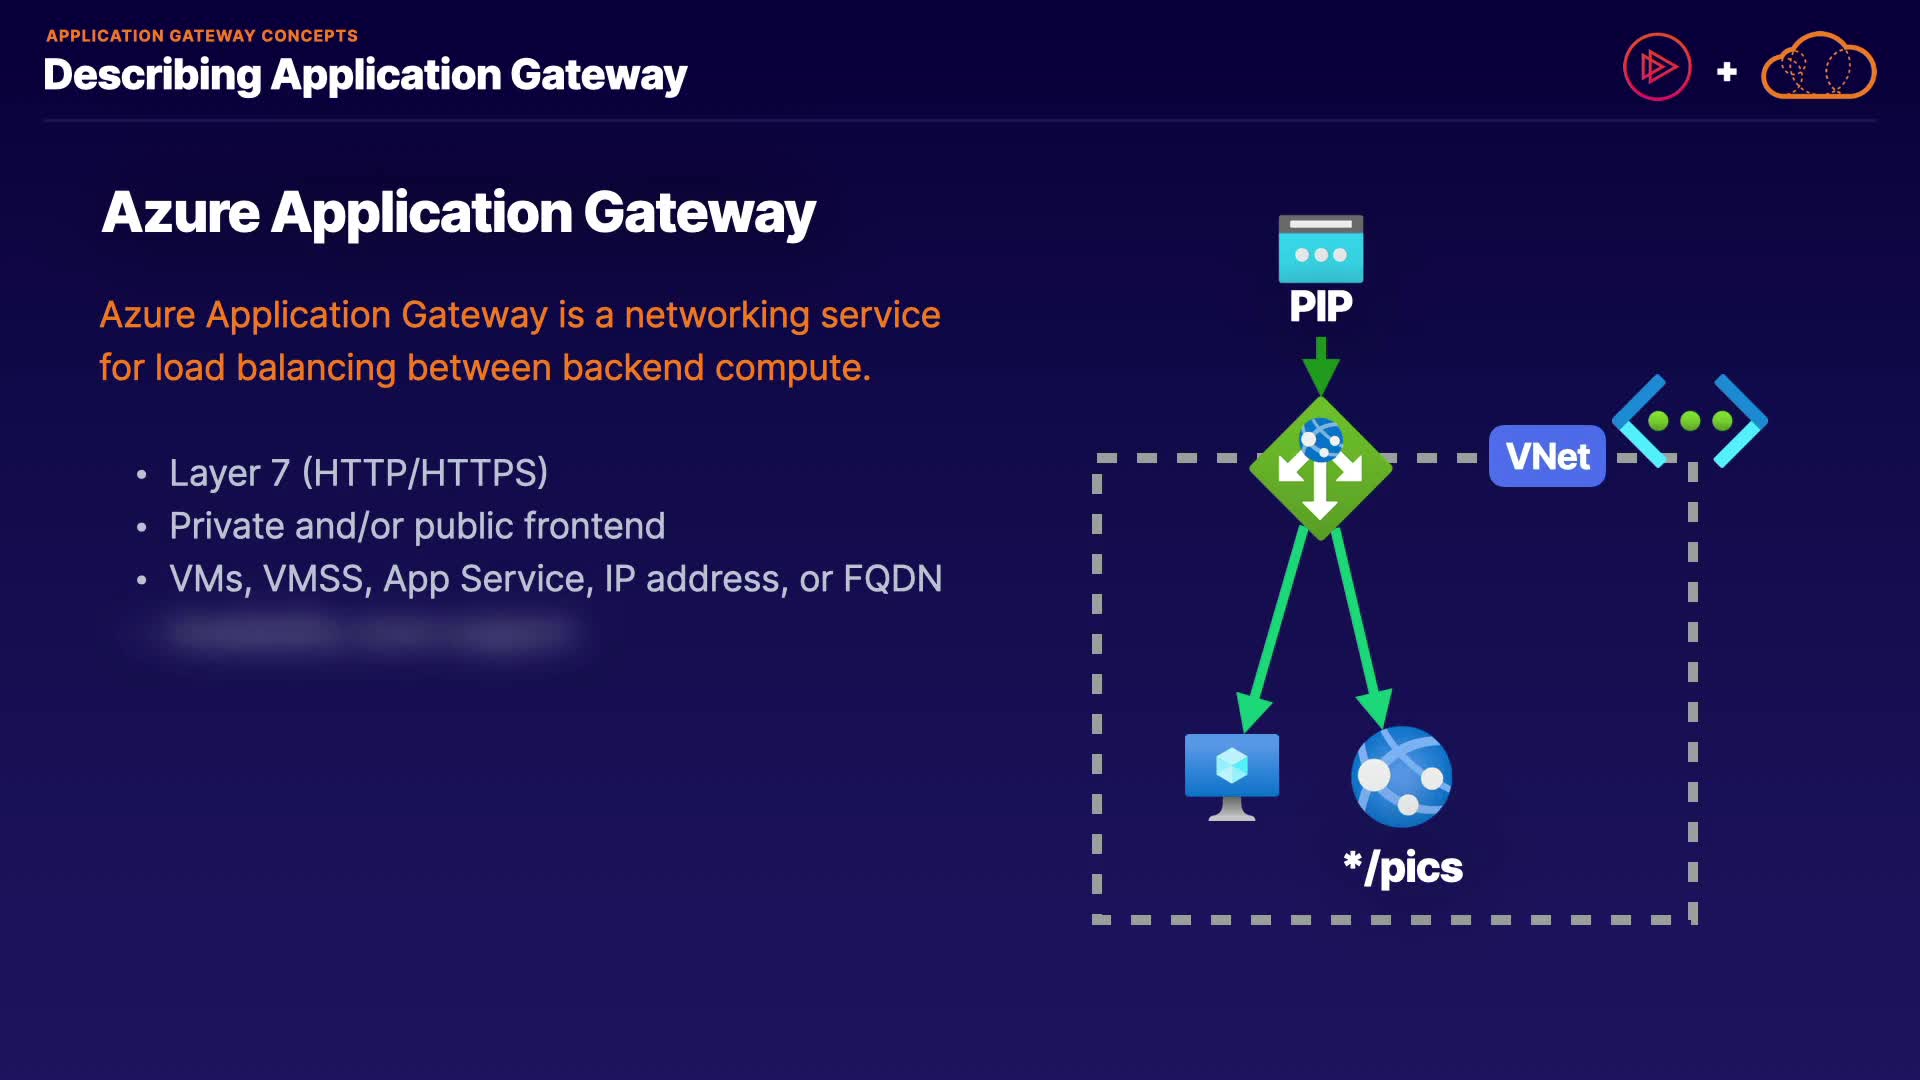 APPLICATION GATEWAY CONCEPTS
Describing Application Gateway
Azure Application Gateway
Azure Application Gateway is a networking service
for load balancing between backend compute.
• Layer 7 (HTTP/HTTPS)
• Private and/or public frontend
• VMs, VMSS, App Service, IP address, or FQDN
PIP
VNet
*/pics